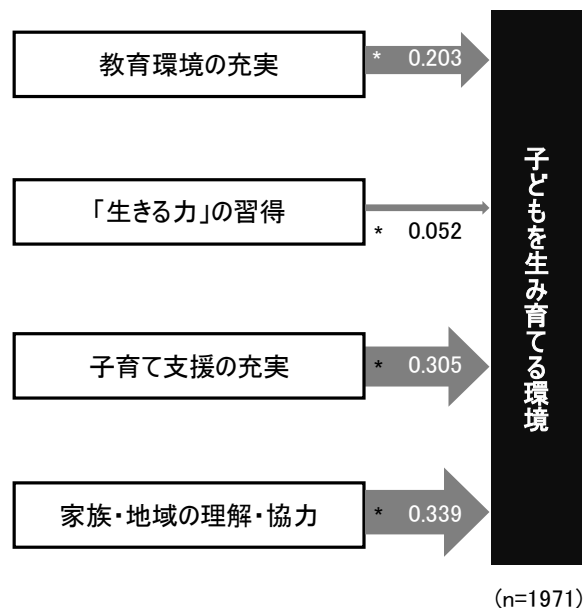 教育環境の充実
* 0.203
「生きる力」の習得
* 0.052
子育て支援の充実
* 0.305
家族・地域の理解・協力
* 0.339
子どもを生み育てる環境
(n=1971)